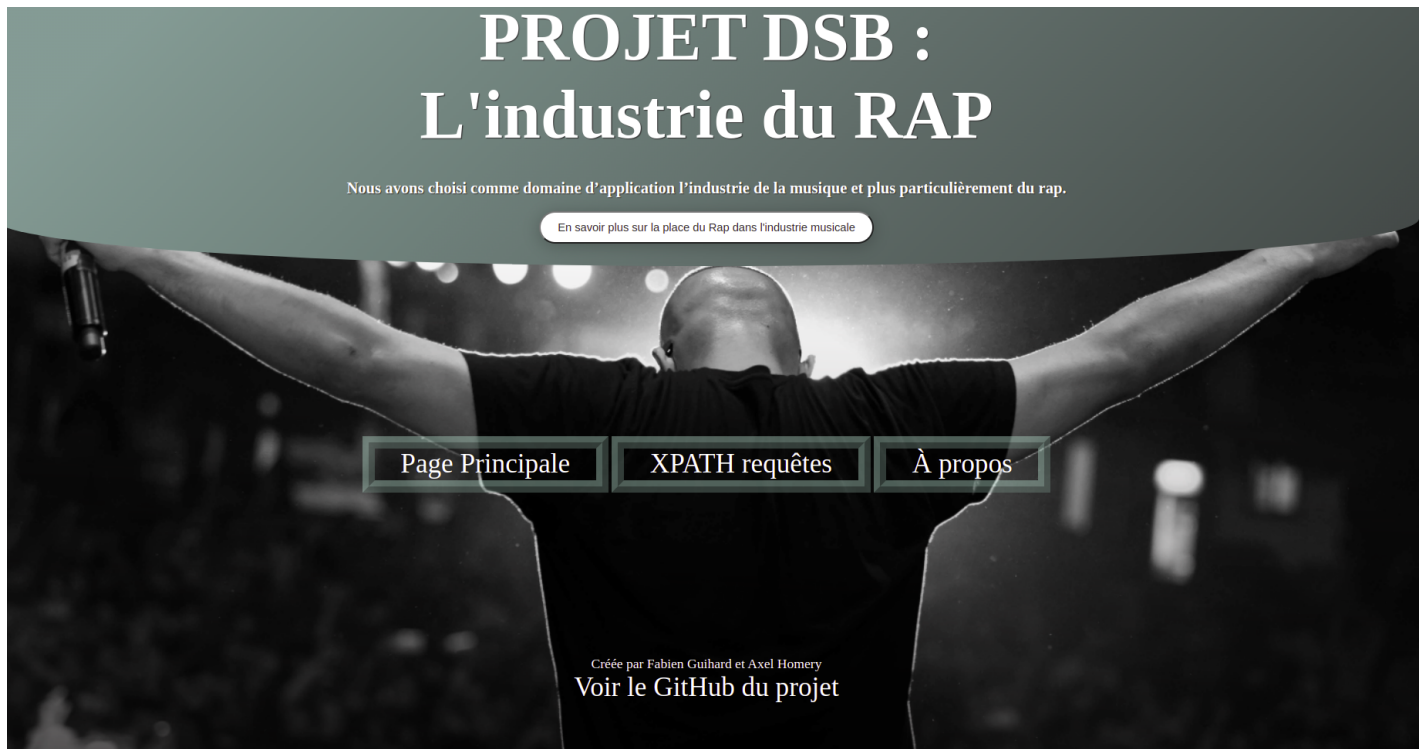 PROJET DSB :
L'industrie du RAP
Nous avons choisi comme domaine d’application l’industrie de la musique et plus particulièrement du rap.
En savoir plus sur la place du Rap dans l'industrie musicale
Page Principale
XPATH requêtes
À propos
Créée par Fabien Guihard et Axel Homery
Voir le GitHub du projet